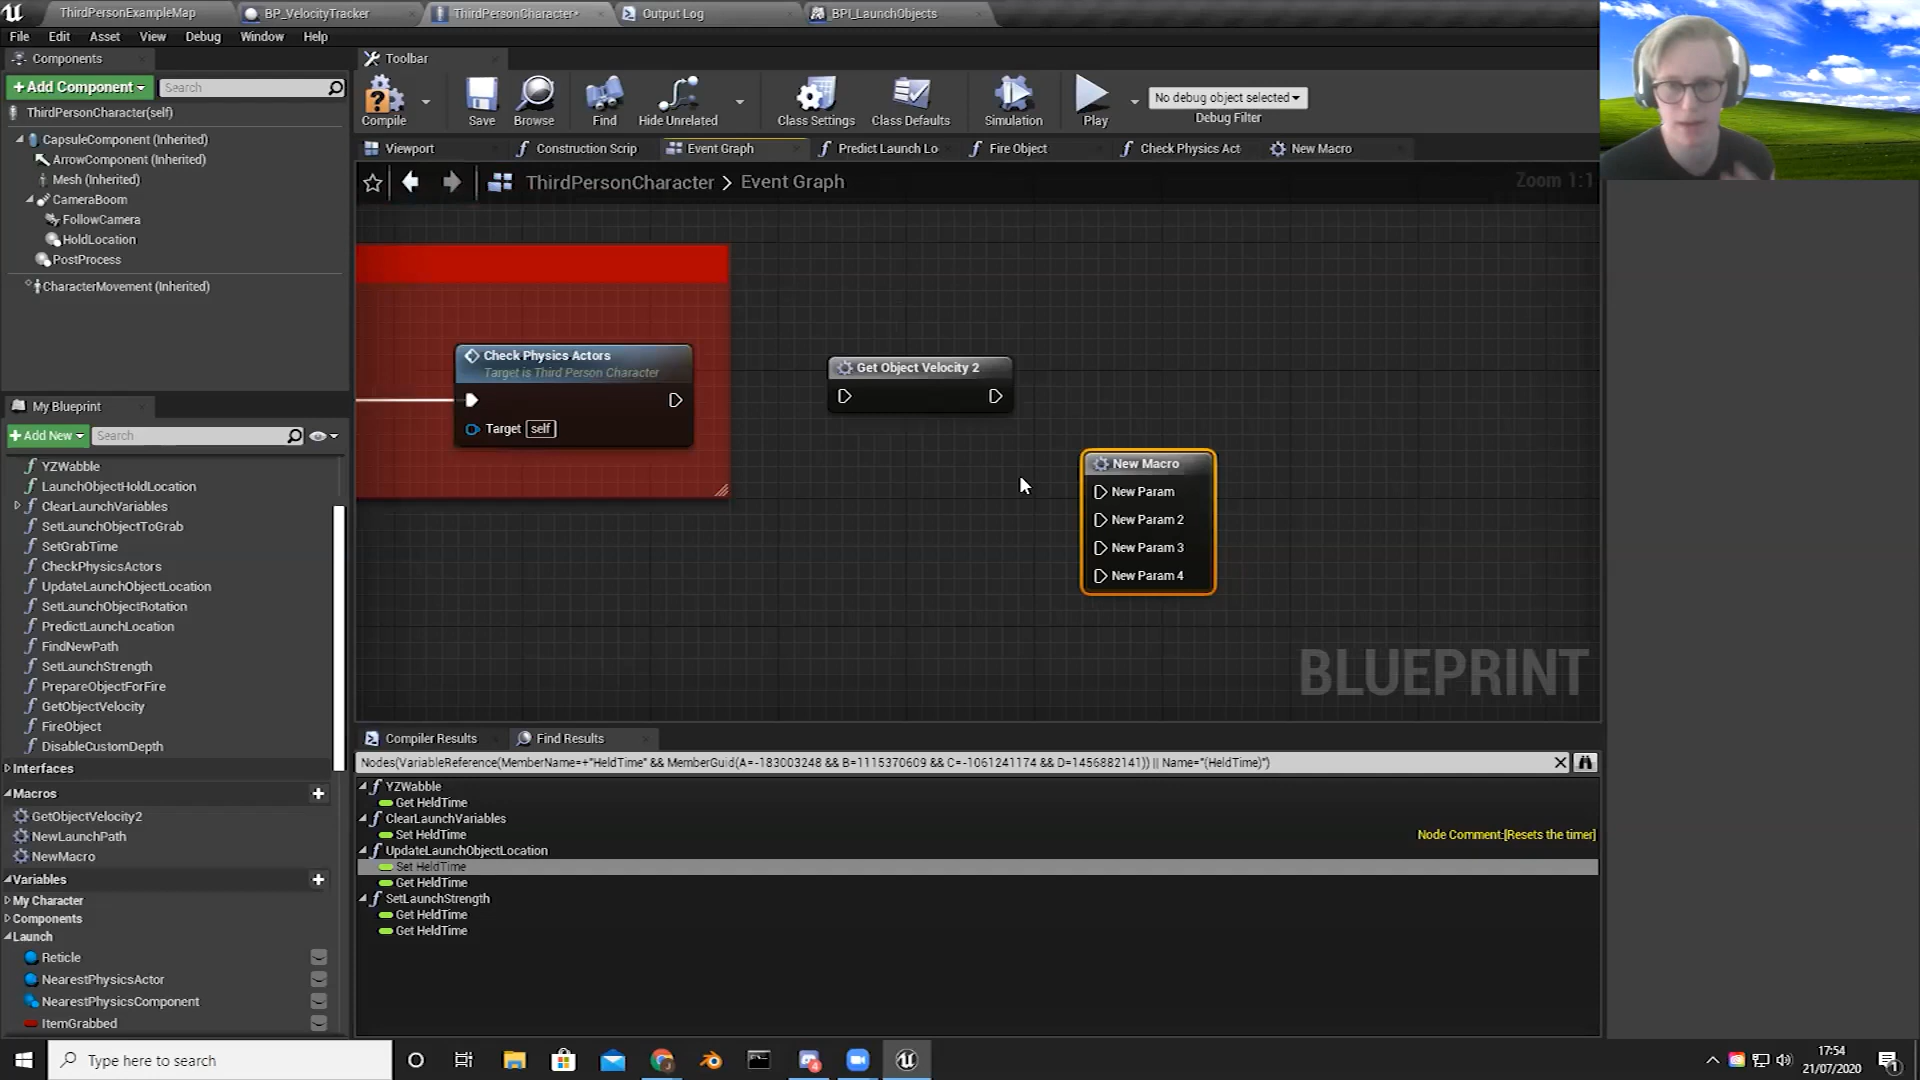 ThirdPersonExampleMap
BP_VelocityTracker
ThirdPersonCharacter*
Output Log
BPI_LaunchObjects
File Edit Asset View Debug Window Help
Components
Toolbar
+Add Component
Search
ThirdPersonCharacter(self)
CapsuleComponent (Inherited)
ArrowComponent (Inherited)
Mesh (Inherited)
CameraBoom
FollowCamera
HoldLocation
PostProcess
CharacterMovement (Inherited)
Compile
Save
Browse
Find
Hide Unrelated
Class Settings
Class Defaults
Simulation
Play
No debug object selected
Debug Filter
Viewport
Construction Scrip
Event Graph
Predict Launch Lo
Fire Object
Check Physics Act
New Macro
ThirdPersonCharacter > Event Graph
Zoom 1:1
Check Physics Actors
Target is Third Person Character
Target self
Get Object Velocity 2
New Macro
New Param
New Param 2
New Param 3
New Param 4
BLUEPRINT
My Blueprint
+Add New
Search
YZWabble
LaunchObjectHoldLocation
ClearLaunchVariables
SetLaunchObjectToGrab
SetGrabTime
CheckPhysicsActors
UpdateLaunchObjectLocation
SetLaunchObjectRotation
PredictLaunchLocation
FindNewPath
SetLaunchStrength
PrepareObjectForFire
GetObjectVelocity
FireObject
DisableCustomDepth
Interfaces
Macros
GetObjectVelocity2
NewLaunchPath
NewMacro
Variables
My Character
Components
Launch
Reticle
NearestPhysicsActor
NearestPhysicsComponent
ItemGrabbed
Compiler Results
Find Results
Nodes(VariableReference(MemberName=+"HeldTime" && MemberGuid(A=-183003248 && B=1115370609 && C=-1061241174 && D=1456882141)) || Name="(HeldTime)")
YZWabble
Get HeldTime
ClearLaunchVariables
Set HeldTime
Node Comment:[Resets the timer]
UpdateLaunchObjectLocation
Set HeldTime
Get HeldTime
SetLaunchStrength
Get HeldTime
Get HeldTime
Type here to search
17:54
21/07/2020